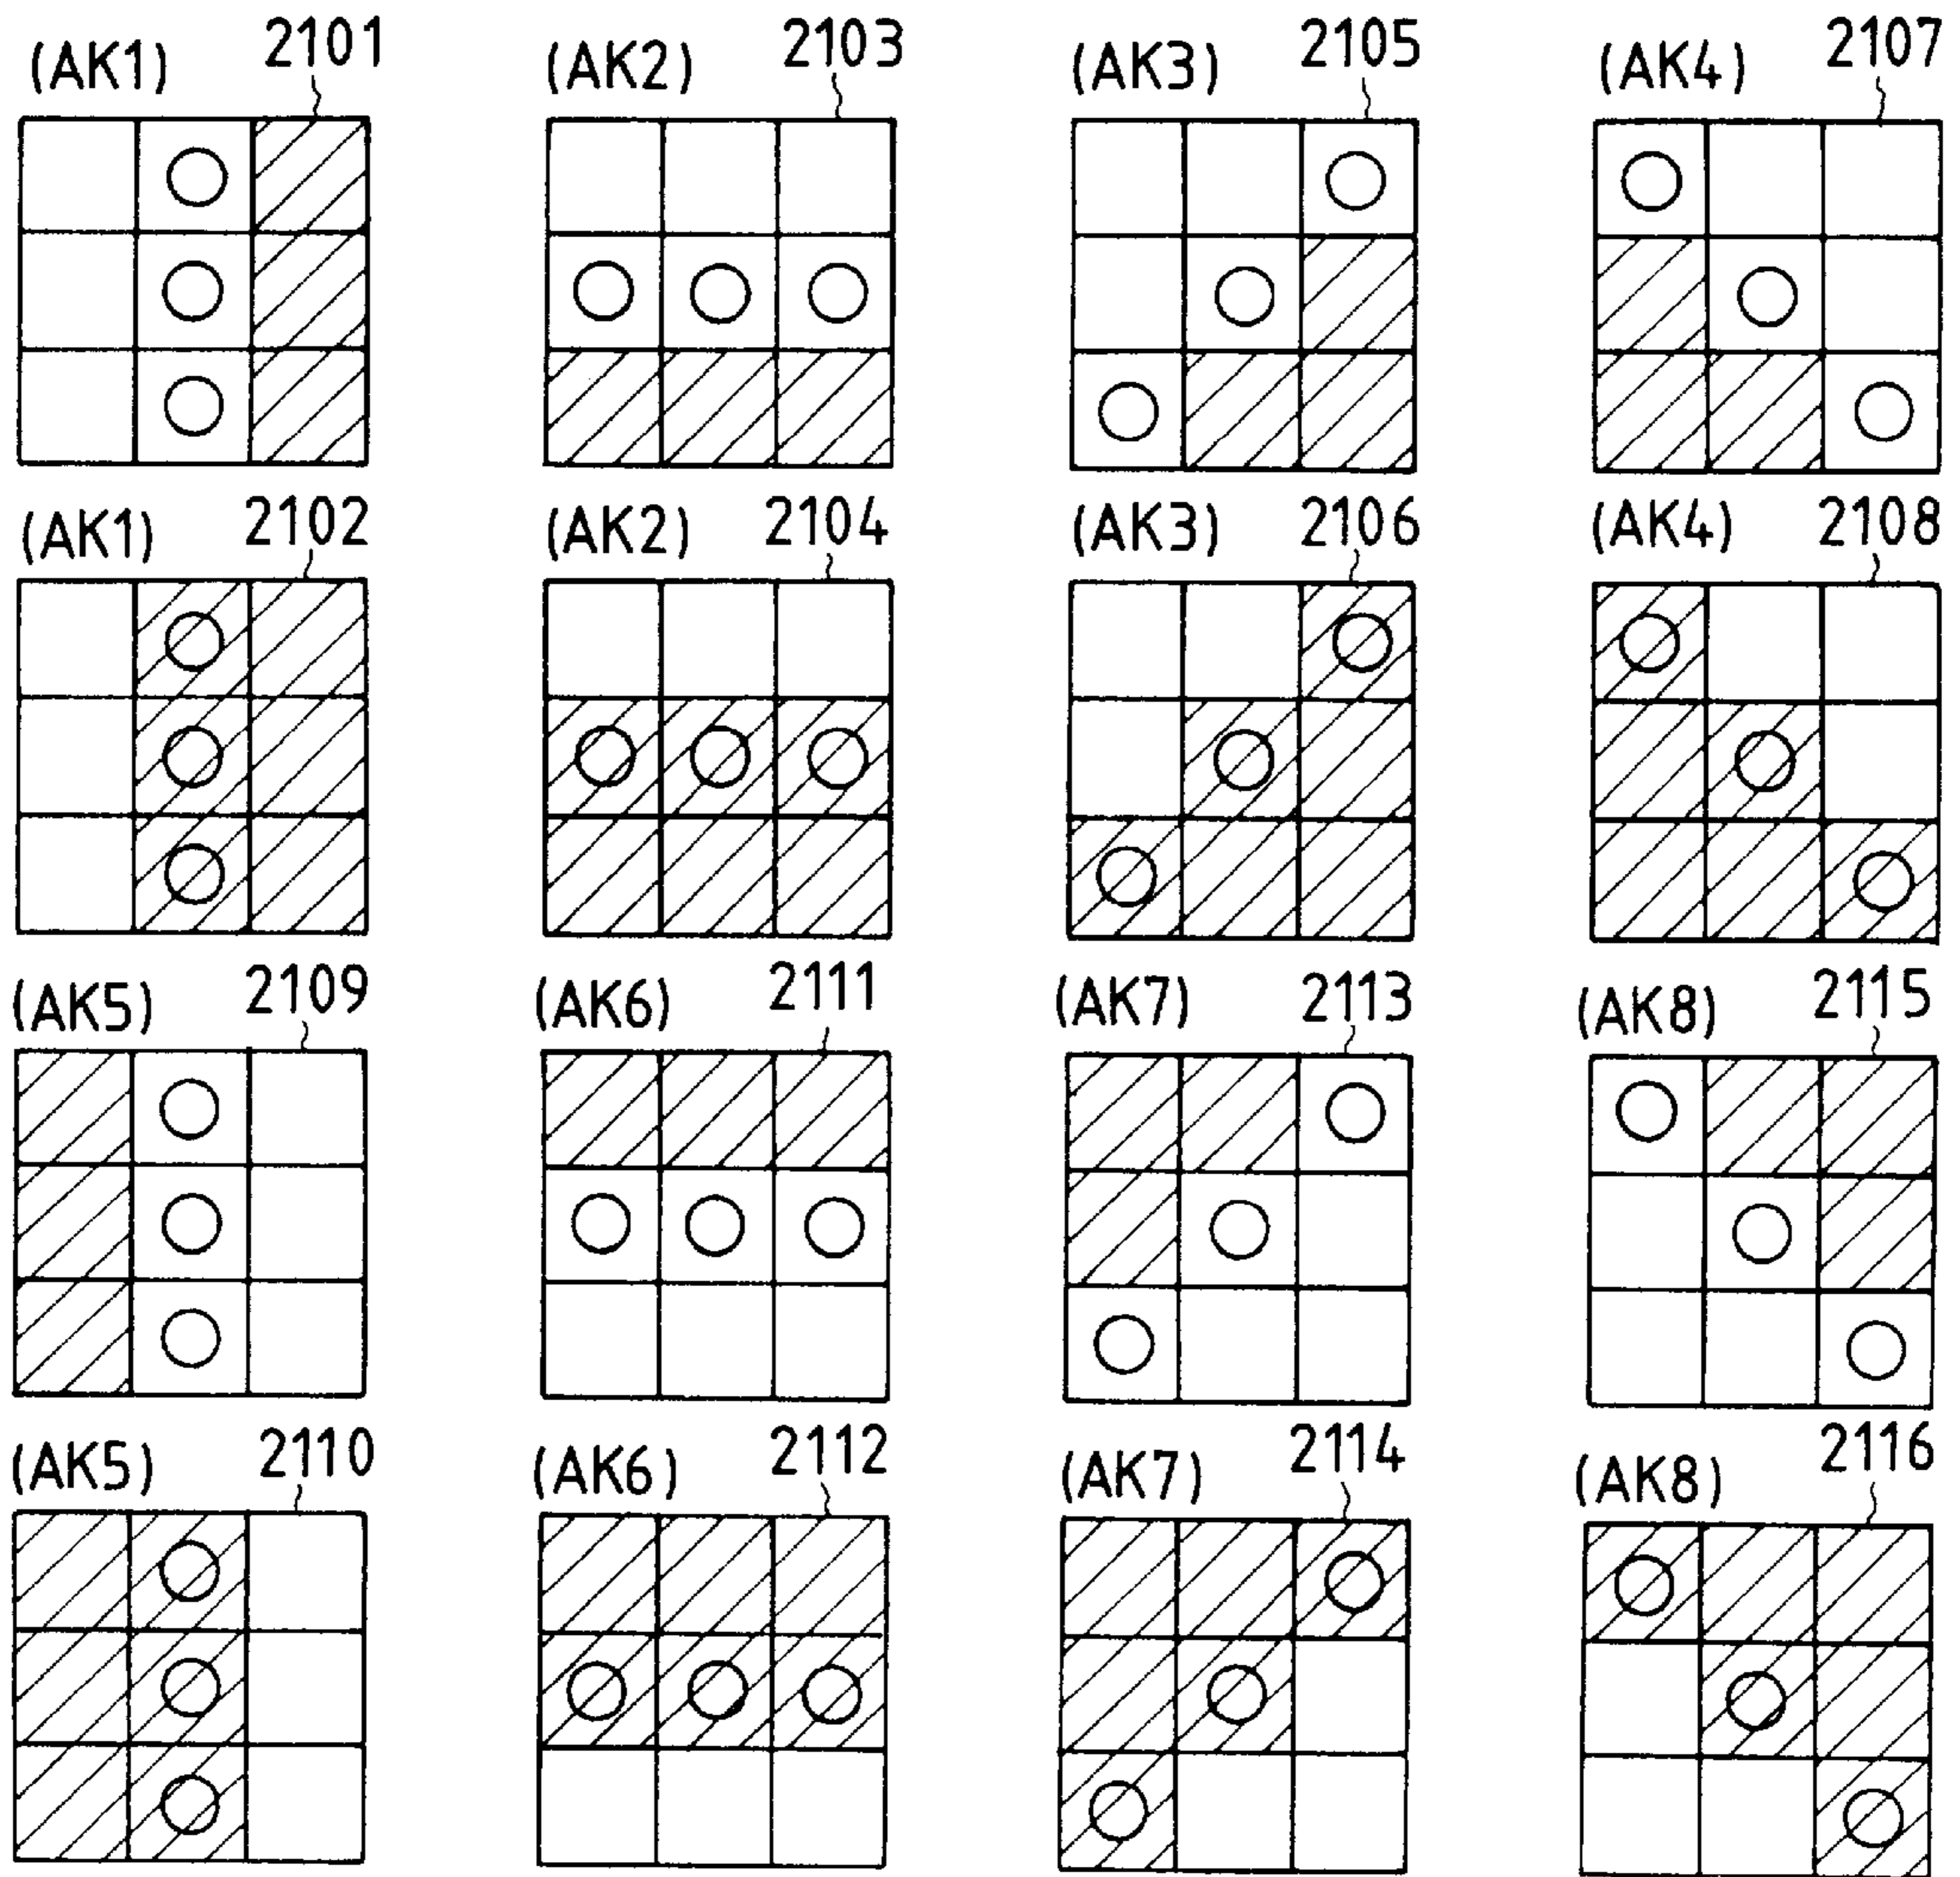 (AK1) 2101 (AK2) 2103 (AK3) 2105 (AK4) 2107
(AK1) 2102 (AK2) 2104 (AK3) 2106 (AK4) 2108
(AK5) 2109 (AK6) 2111 (AK7) 2113 (AK8) 2115
(AK5) 2110 (AK6) 2112 (AK7) 2114 (AK8) 2116